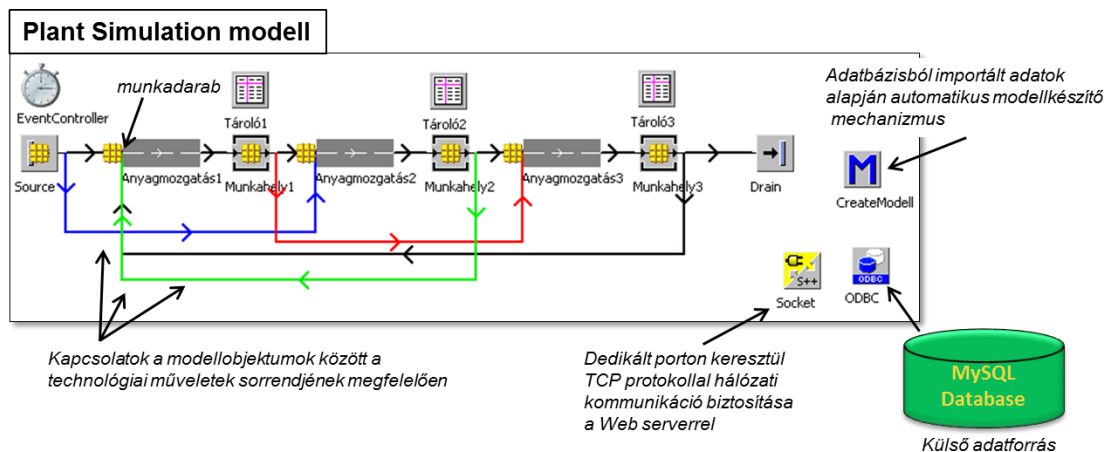 Plant Simulation modell
EventController
munkadarab
Tároló1
Tároló2
Tároló3
Adatbázisból importált adatok
alapján automatikus modellkészítő
mechanizmus
Source
Anyagmozgatás1
Munkahely1
Anyagmozgatás2
Munkahely2
Anyagmozgatás3
Munkahely3
Drain
M
CreateModell
S++
Socket
ODBC
ODBC
Kapcsolatok a modellobjektumok között a
technológiai műveletek sorrendjének megfelelően
Dedikált porton keresztül
TCP protokollal hálózati
kommunikáció biztosítása
a Web serverrel
MySQL
Database
Külső adatforrás